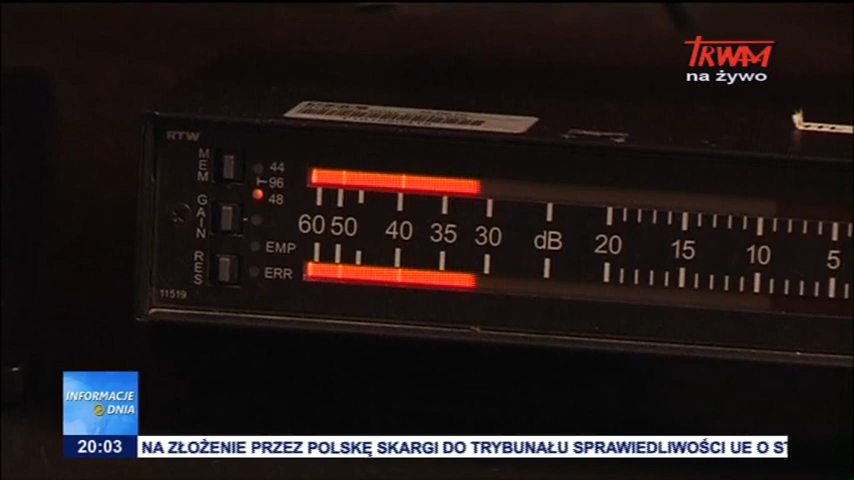 TRWAM
na żywo
RTW
MEM
GAIN
RES
44
96
48
EMP
ERR
60 50 40 35 30 dB 20 15 10 5
11519
INFORMACJE
DNIA
20:03 NA ZŁOŻENIE PRZEZ POLSKĘ SKARGI DO TRYBUNAŁU SPRAWIEDLIWOŚCI UE O